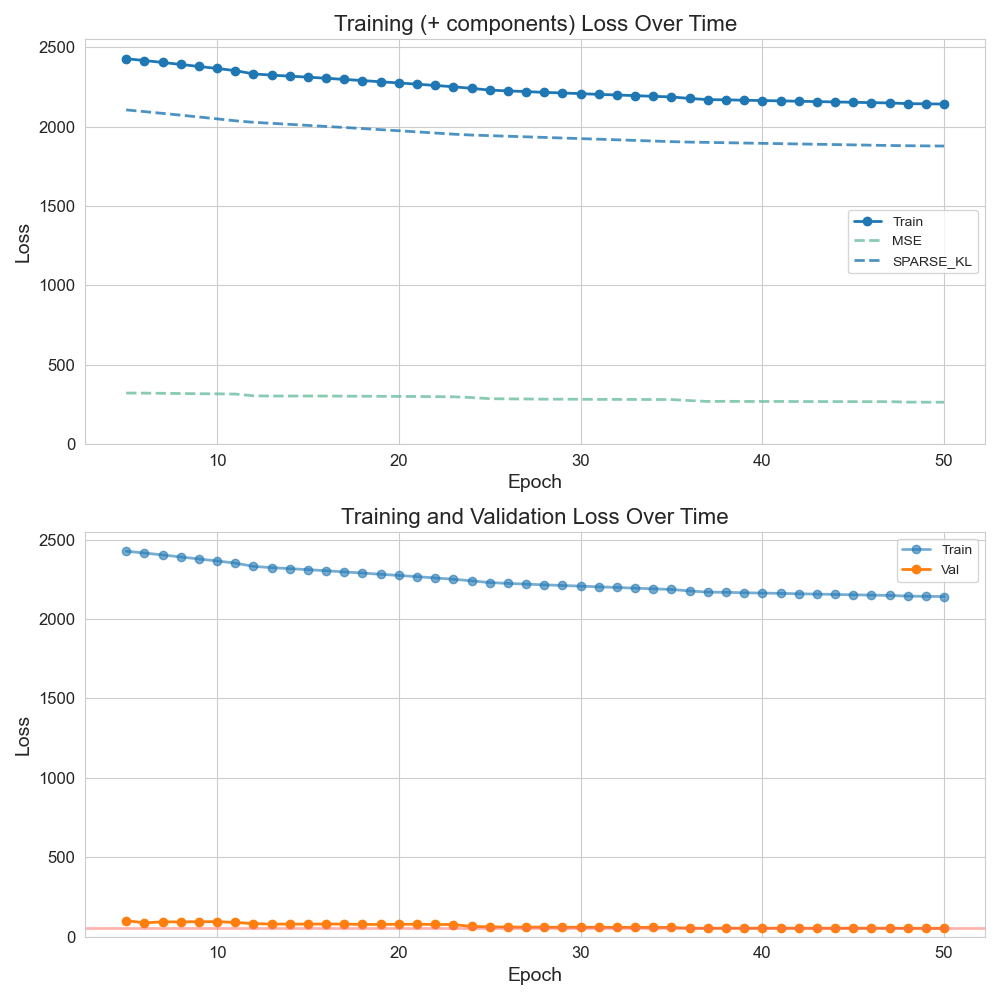 Training (+ components) Loss Over Time
2500
2000
1500
1000
500
0
Loss
Train
MSE
SPARSE_KL
10 20 30 40 50
Epoch
Training and Validation Loss Over Time
2500
2000
1500
1000
500
0
Loss
Train
Val
10 20 30 40 50
Epoch